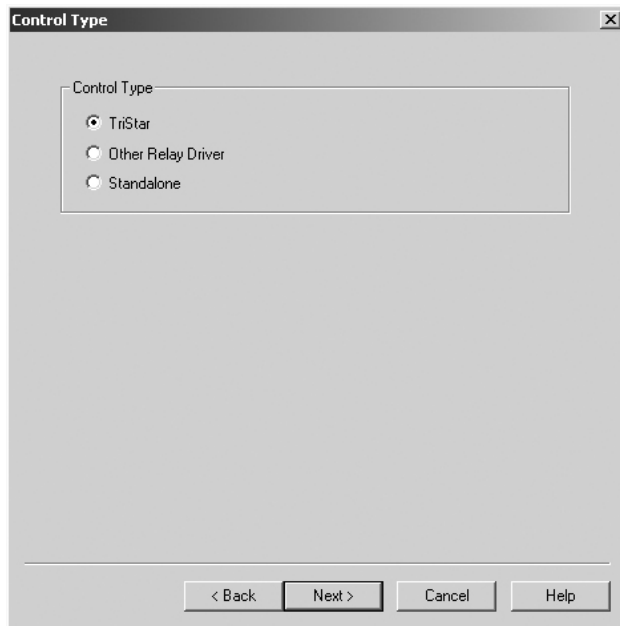 Control Type
Control Type
TriStar
Other Relay Driver
Standalone
< Back Next > Cancel Help